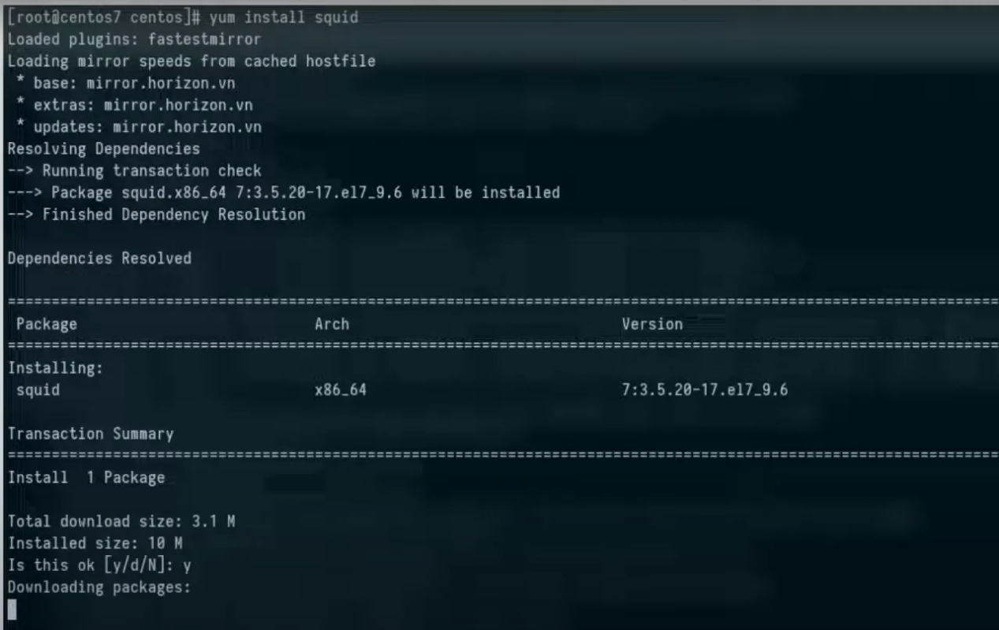 [root@centos7 centos]# yum install squid
Loaded plugins: fastestmirror
Loading mirror speeds from cached hostfile
 * base: mirror.horizon.vn
 * extras: mirror.horizon.vn
 * updates: mirror.horizon.vn
Resolving Dependencies
--> Running transaction check
---> Package squid.x86_64 7:3.5.20-17.el7_9.6 will be installed
--> Finished Dependency Resolution

Dependencies Resolved

================================================================================================================
 Package                           Arch                               Version
================================================================================================================
Installing:
 squid                             x86_64                             7:3.5.20-17.el7_9.6

Transaction Summary
================================================================================================================
Install  1 Package

Total download size: 3.1 M
Installed size: 10 M
Is this ok [y/d/N]: y
Downloading packages: